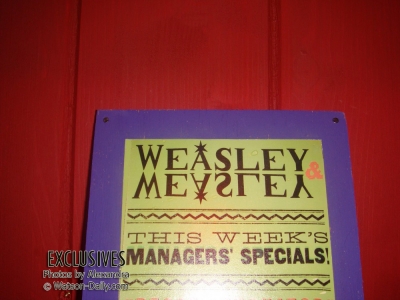 WEASLEY
&
WEASLEY
THIS WEEK'S
MANAGERS' SPECIALS!
EXCLUSIVES
Photos by Alexandra
© Watson-Daily.com